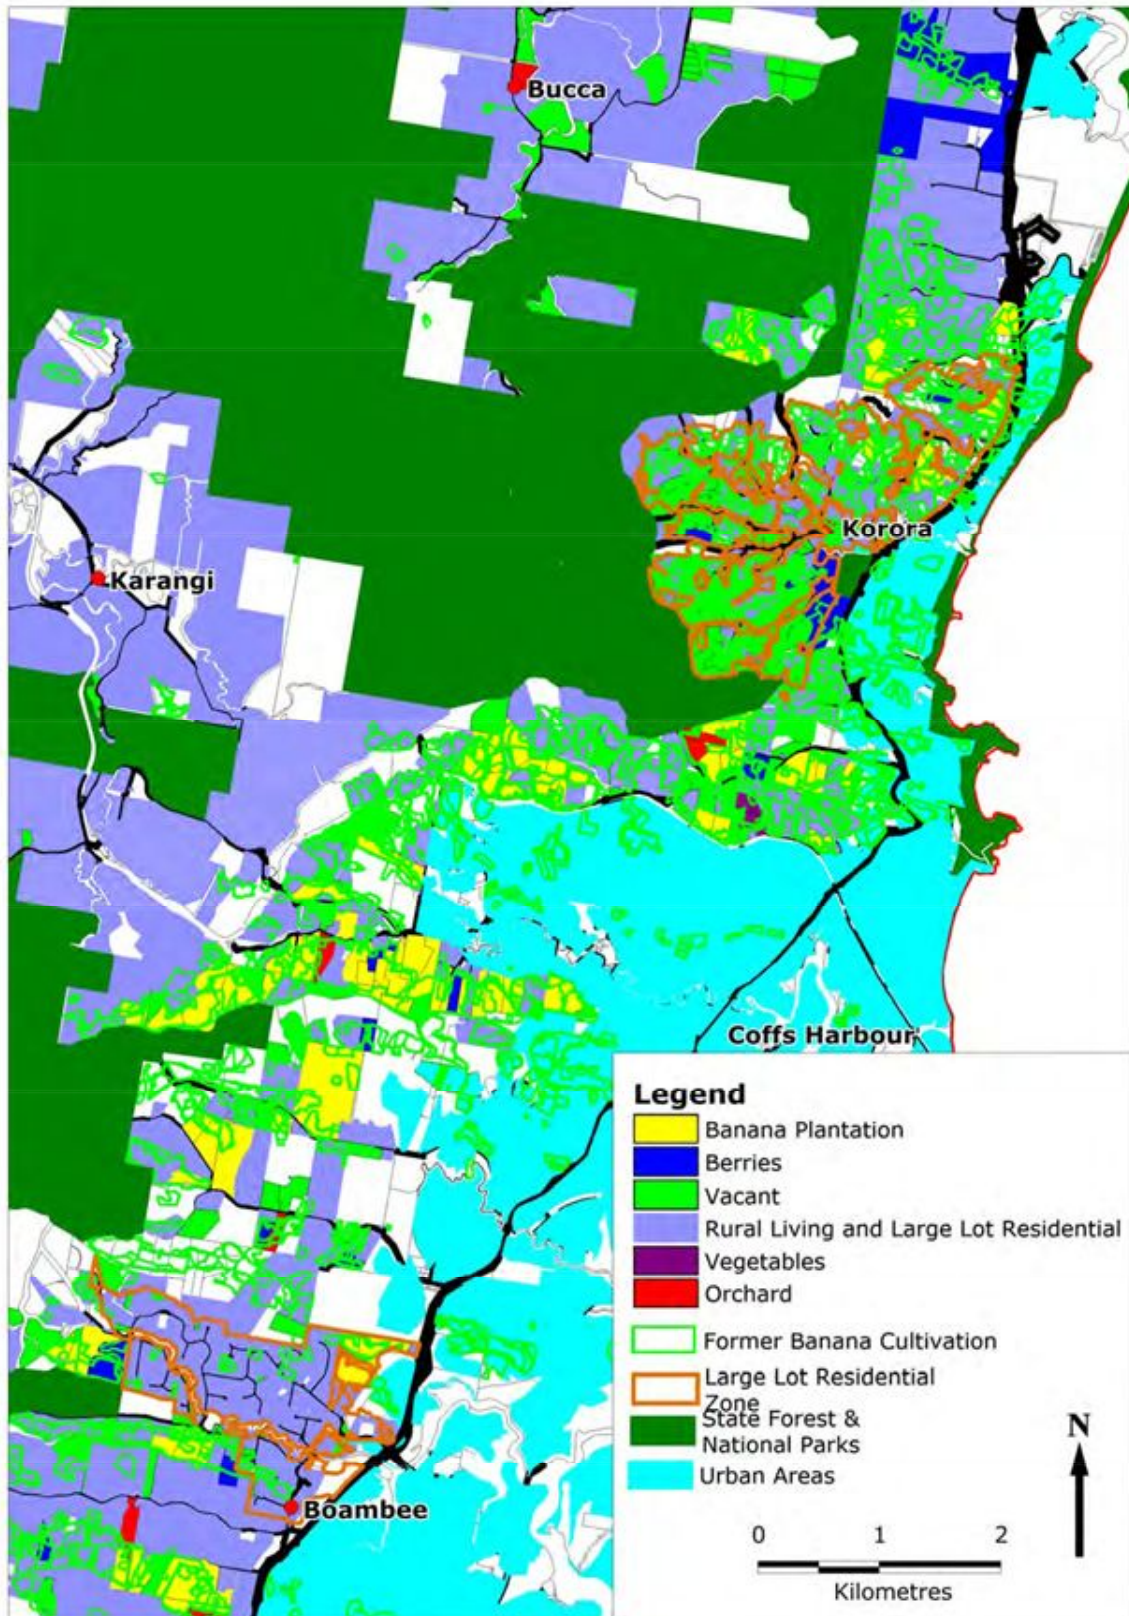 Bucca
Korora
Karangi
Coffs Harbour
Legend
Banana Plantation
Berries
Vacant
Rural Living and Large Lot Residential
Vegetables
Orchard
Former Banana Cultivation
Large Lot Residential
Zone
State Forest &
National Parks
Urban Areas
N
0 1 2
Kilometres
Boambee